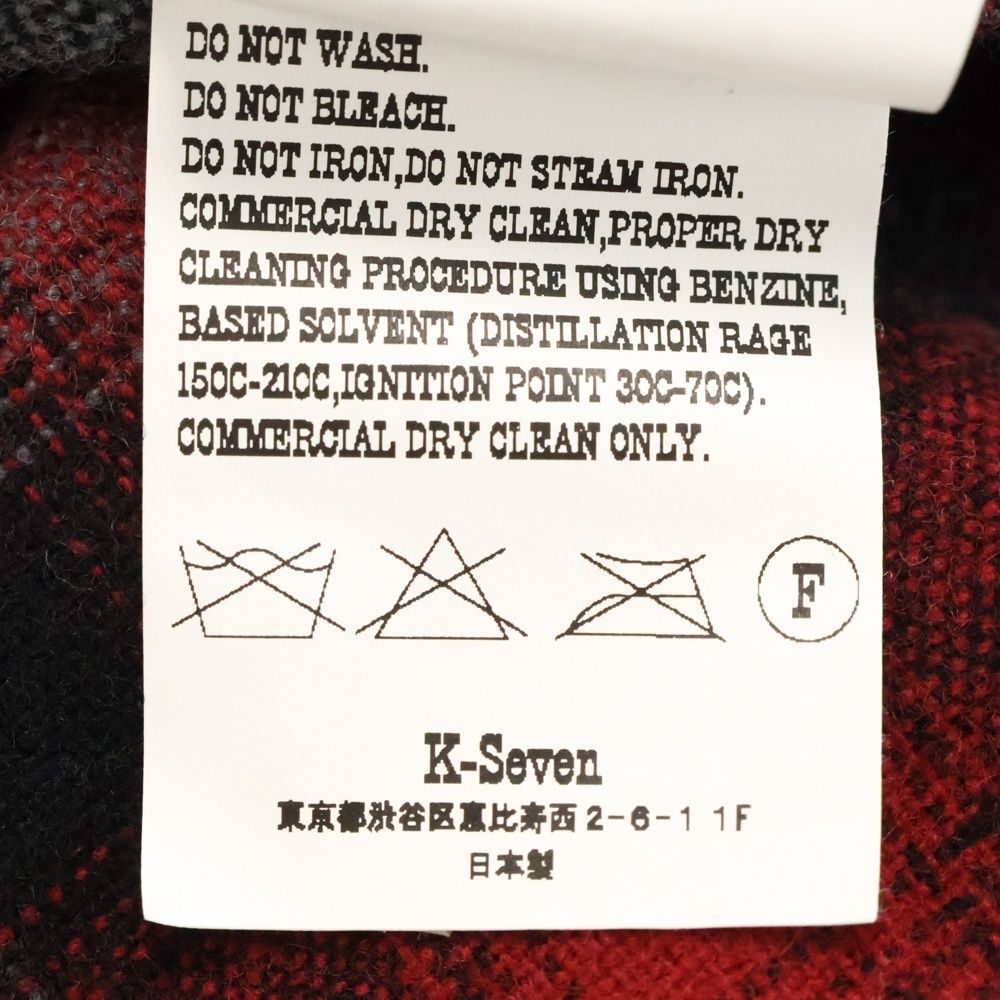 DO NOT WASH.
DO NOT BLEACH.
DO NOT IRON,DO NOT STEAM IRON.
COMMERCIAL DRY CLEAN,PROPER DRY
CLEANING PROCEDURE USING BENZINE,
BASED SOLVENT (DISTILLATION RAGE
150C-210C,IGNITION POINT 30C-70C).
COMMERCIAL DRY CLEAN ONLY.
F
K-Seven
東京都渋谷区恵比寿西2-6-1 1F
日本製